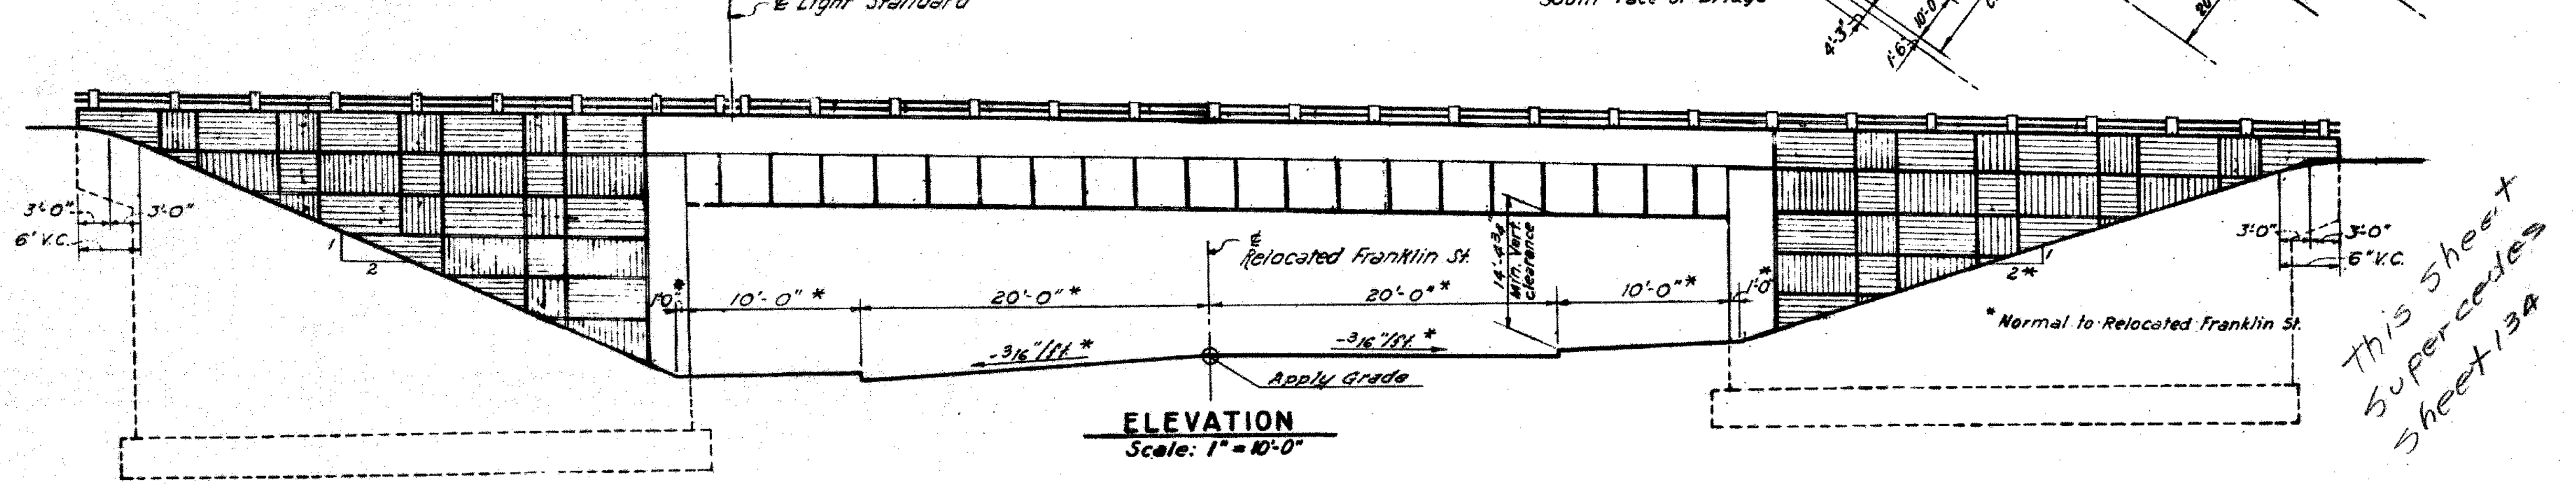 ℄ Light Standard
South Face of Bridge
4'-3"
1'-6"
10'-0
20'
3'-0"
3'-0"
6' V.C.
1
2
1'-0" *
10'-0" *
20'-0" *
℄ Relocated Franklin St.
20'-0" *
14'-4 3/4"
Min. Vert.
clearance
10'-0" *
1'-0" *
-3/16"/ft. *
-3/16"/ft. *
Apply Grade
1
2 *
3'-0"
3'-0"
6" V.C.
* Normal to Relocated Franklin St.
ELEVATION
Scale: 1" = 10'-0"
This Sheet
Supercedes
Sheet 134